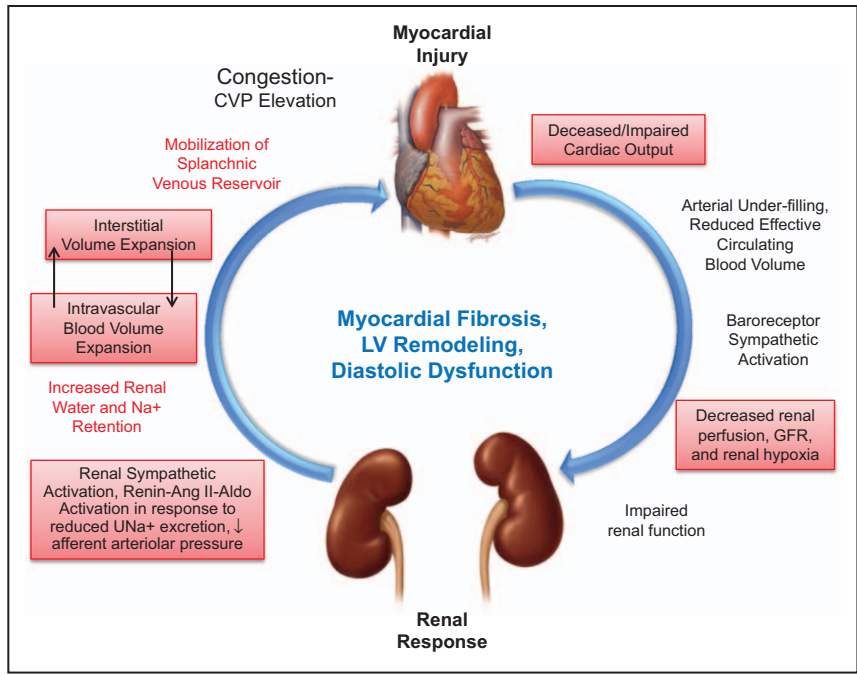 Myocardial
Injury
Congestion-
CVP Elevation
Mobilization of
Splanchnic
Venous Reservoir
Interstitial
Volume Expansion
Intravascular
Blood Volume
Expansion
Increased Renal
Water and Na+
Retention
Renal Sympathetic
Activation, Renin-Ang II-Aldo
Activation in response to
reduced UNa+ excretion, ↓
afferent arteriolar pressure
Deceased/Impaired
Cardiac Output
Arterial Under-filling,
Reduced Effective
Circulating
Blood Volume
Baroreceptor
Sympathetic
Activation
Decreased renal
perfusion, GFR,
and renal hypoxia
Impaired
renal function
Myocardial Fibrosis,
LV Remodeling,
Diastolic Dysfunction
Renal
Response